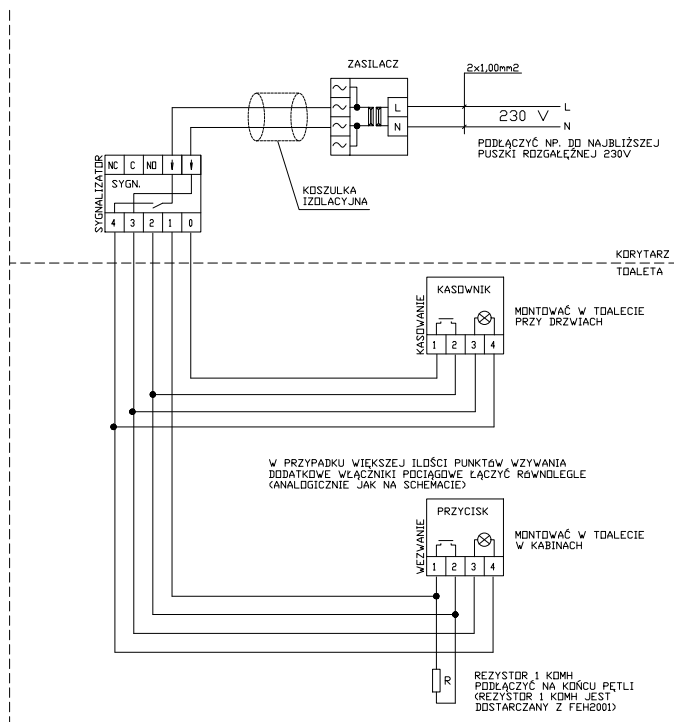 ZASILACZ
2x1,00mm2
L
L
230 V
N
N
PODŁĄCZYĆ NP. DO NAJBLIŻSZEJ
PUSZKI ROZGAŁĘŹNEJ 230V
KOSZULKA
IZOLACYJNA
SYGNALIZATOR
NC C NO
SYGN.
4 3 2 1 0
KORYTARZ
TOALETA
KASOWANIE
KASOWNIK
1 2 3 4
MONTOWAĆ W TOALECIE
PRZY DRZWIACH
W PRZYPADKU WIĘKSZEJ ILOŚCI PUNKTóW WZYWANIA
DODATKOWE WŁĄCZNIKI POCIĄGOWE ŁĄCZYĆ RóWNOLEGLE
(ANALOGICZNIE JAK NA SCHEMACIE)
WEZWANIE
PRZYCISK
1 2 3 4
MONTOWAĆ W TOALECIE
W KABINACH
R
REZYSTOR 1 KOMH
PODŁĄCZYĆ NA KOŃCU PĘTLI
(REZYSTOR 1 KOMH JEST
DOSTARCZANY Z FEH2001)